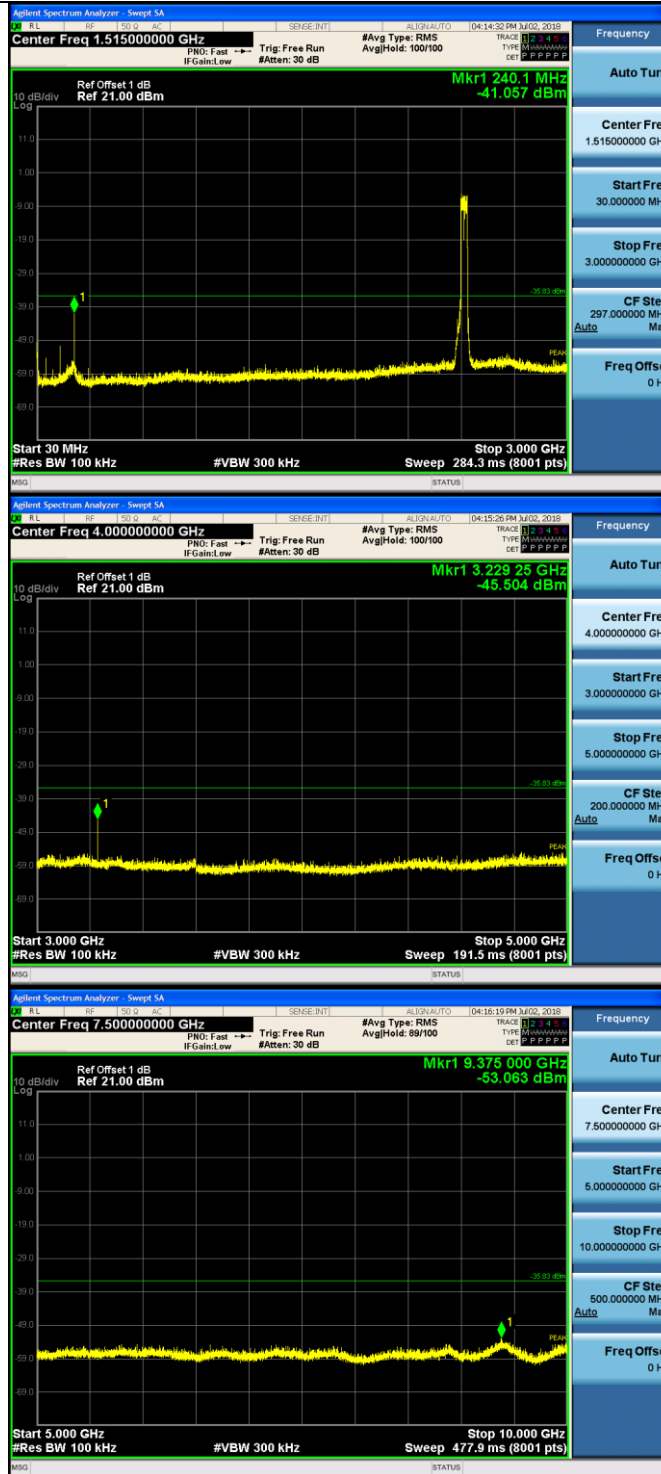 Agilent Spectrum Analyzer - Swept SA
RL RF 50 Ω AC SENSE:INT ALIGN AUTO 04:14:32 PM Jul 02, 2018
Center Freq 1.515000000 GHz #Avg Type: RMS TRACE 1 2 3 4 5 6 Frequency
PNO: Fast Trig: Free Run Avg|Hold: 100/100 TYPE M
IFGain:Low #Atten: 30 dB DET P P P P P P
Auto Tun
Mkr1 240.1 MHz
Ref Offset 1 dB
10 dB/div Ref 21.00 dBm -41.057 dBm
Log
11.0
Center Fre
1.515000000 GH
1.00
Start Fre
30.000000 MH
-9.00
-19.0
Stop Fre
3.000000000 GH
-29.0
-35.83 dBm
1
-39.0
CF Ste
297.000000 MH
Auto Ma
-49.0
PEAK
-59.0
Freq Offse
0 H
-69.0
Start 30 MHz Stop 3.000 GHz
#Res BW 100 kHz #VBW 300 kHz Sweep 284.3 ms (8001 pts)
MSG STATUS
Agilent Spectrum Analyzer - Swept SA
RL RF 50 Ω AC SENSE:INT ALIGN AUTO 04:15:26 PM Jul 02, 2018
Center Freq 4.000000000 GHz #Avg Type: RMS TRACE 1 2 3 4 5 6 Frequency
PNO: Fast Trig: Free Run Avg|Hold: 100/100 TYPE M
IFGain:Low #Atten: 30 dB DET P P P P P P
Auto Tun
Mkr1 3.229 25 GHz
Ref Offset 1 dB
10 dB/div Ref 21.00 dBm -45.504 dBm
Log
11.0
Center Fre
4.000000000 GH
1.00
Start Fre
3.000000000 GH
-9.00
-19.0
Stop Fre
5.000000000 GH
-29.0
-35.83 dBm
-39.0
1
CF Ste
200.000000 MH
Auto Ma
-49.0
PEAK
-59.0
Freq Offse
0 H
-69.0
Start 3.000 GHz Stop 5.000 GHz
#Res BW 100 kHz #VBW 300 kHz Sweep 191.5 ms (8001 pts)
MSG STATUS
Agilent Spectrum Analyzer - Swept SA
RL RF 50 Ω AC SENSE:INT ALIGN AUTO 04:16:19 PM Jul 02, 2018
Center Freq 7.500000000 GHz #Avg Type: RMS TRACE 1 2 3 4 5 6 Frequency
PNO: Fast Trig: Free Run Avg|Hold: 89/100 TYPE M
IFGain:Low #Atten: 30 dB DET P P P P P P
Auto Tun
Mkr1 9.375 000 GHz
Ref Offset 1 dB
10 dB/div Ref 21.00 dBm -53.063 dBm
Log
11.0
Center Fre
7.500000000 GH
1.00
Start Fre
5.000000000 GH
-9.00
-19.0
Stop Fre
10.000000000 GH
-29.0
-35.83 dBm
-39.0
CF Ste
500.000000 MH
Auto Ma
-49.0
1
PEAK
-59.0
Freq Offse
0 H
-69.0
Start 5.000 GHz Stop 10.000 GHz
#Res BW 100 kHz #VBW 300 kHz Sweep 477.9 ms (8001 pts)
MSG STATUS